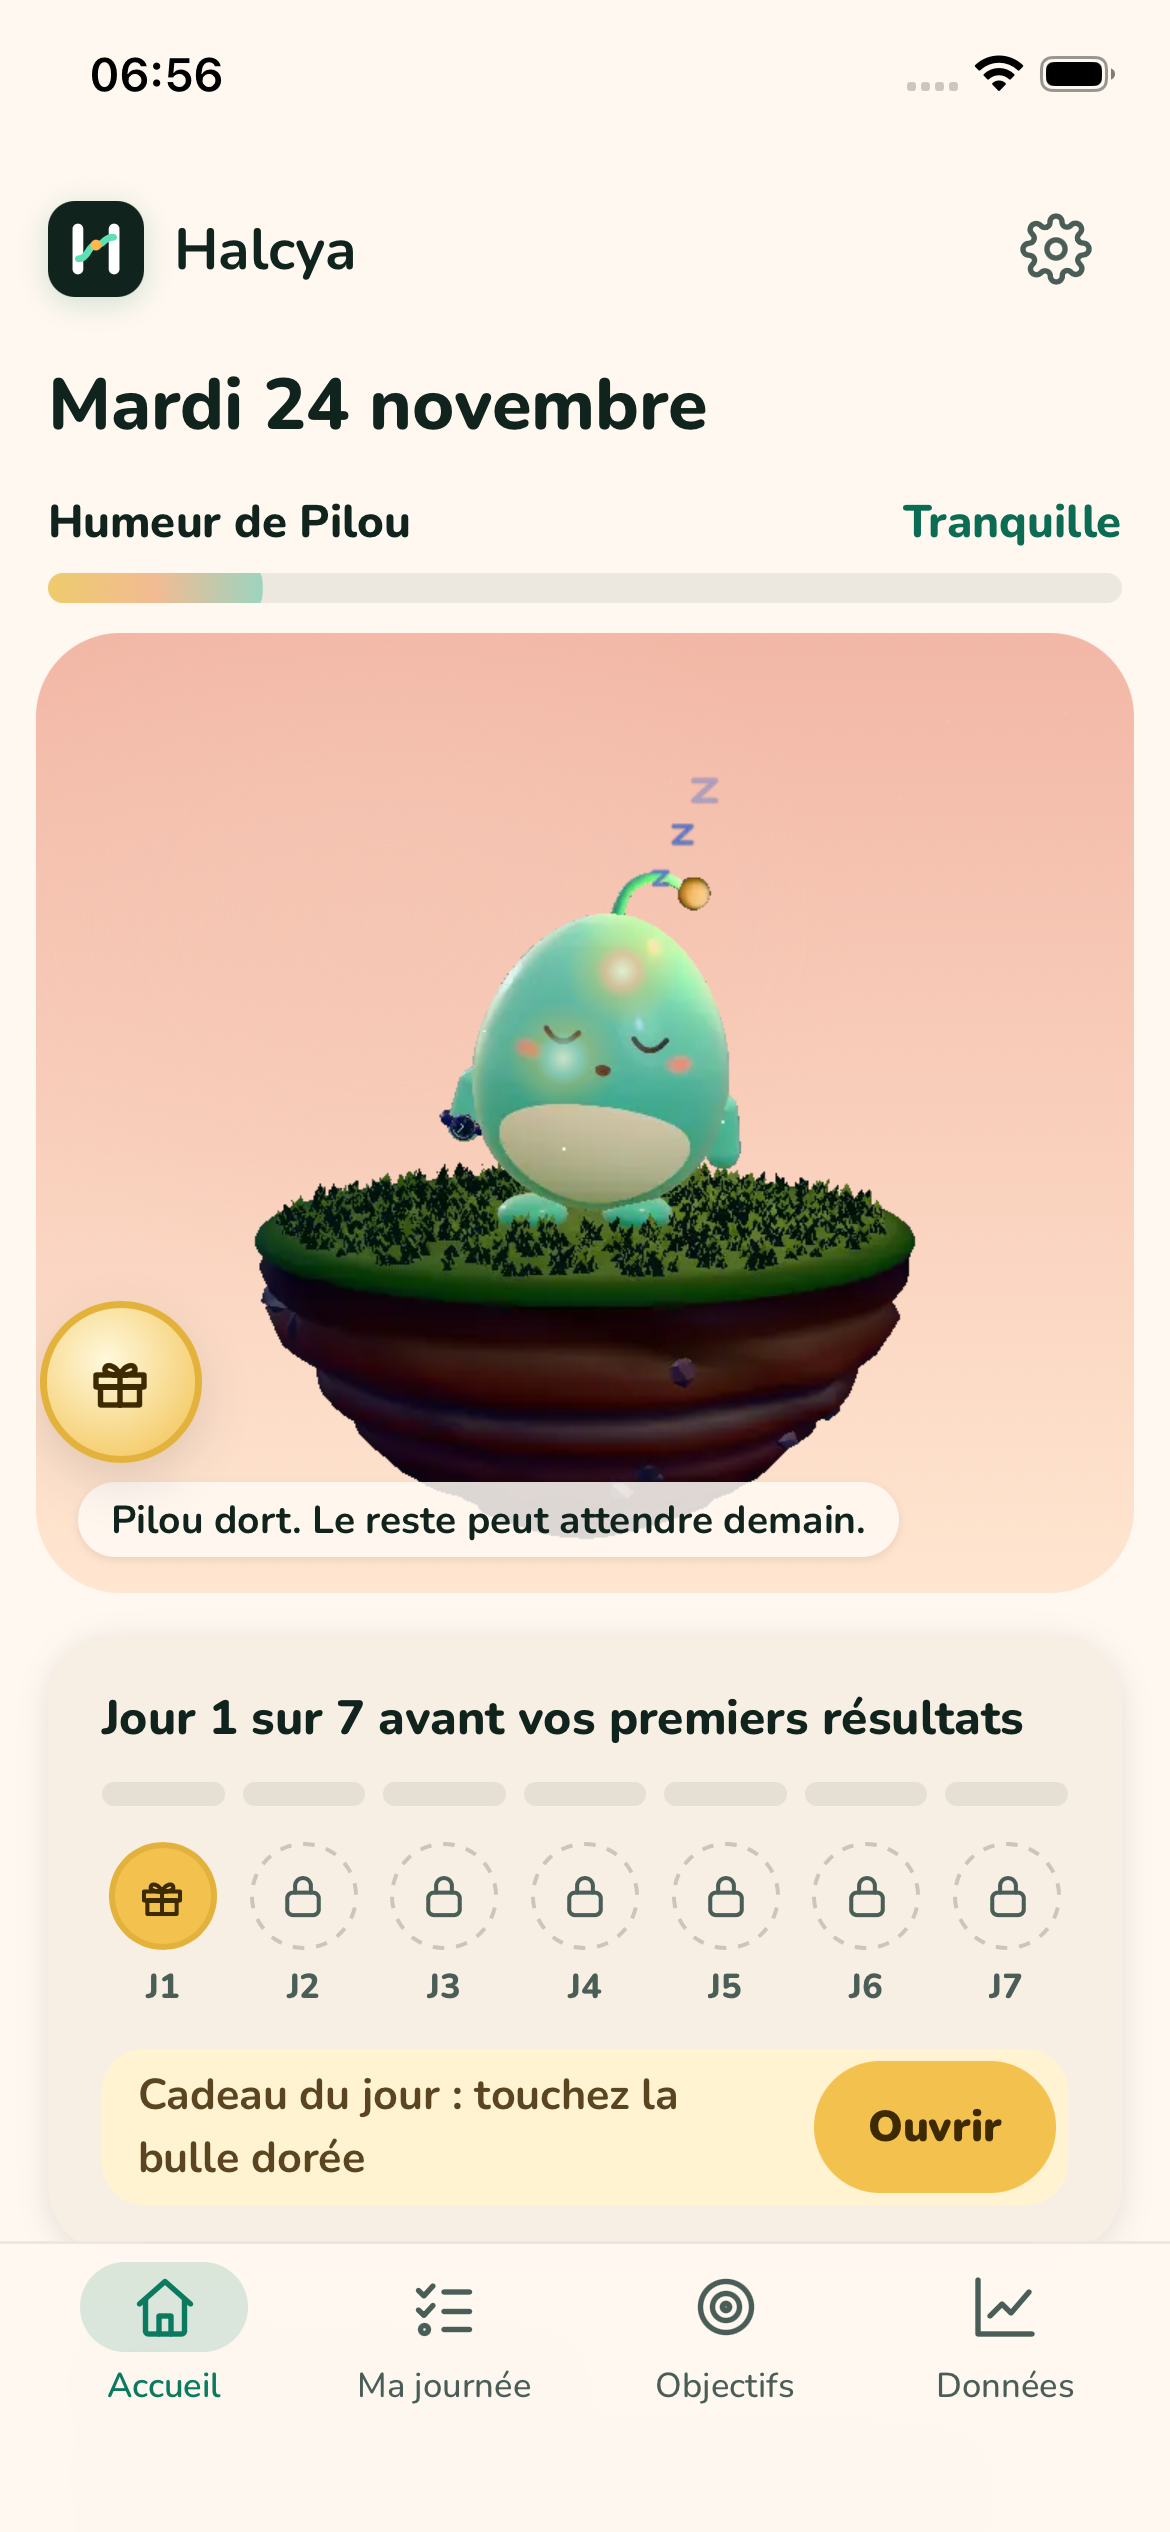 06:56
Halcya
Mardi 24 novembre
Humeur de Pilou
Tranquille
z
z
z
Pilou dort. Le reste peut attendre demain.
Jour 1 sur 7 avant vos premiers résultats
J1
J2
J3
J4
J5
J6
J7
Cadeau du jour : touchez la
bulle dorée
Ouvrir
Accueil
Ma journée
Objectifs
Données